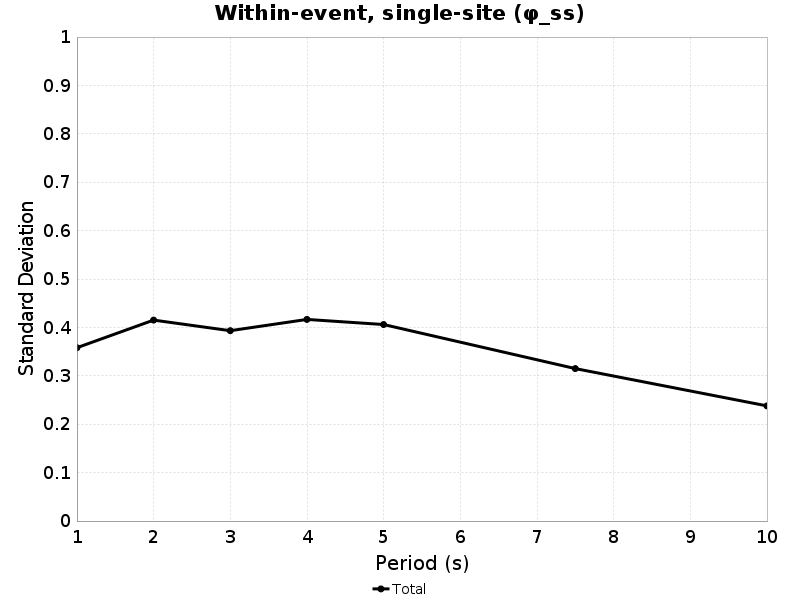 Within-event, single-site (φ_ss)
1
0.9
0.8
0.7
0.6
0.5
0.4
0.3
0.2
0.1
0
Standard Deviation
1 2 3 4 5 6 7 8 9 10
Period (s)
Total